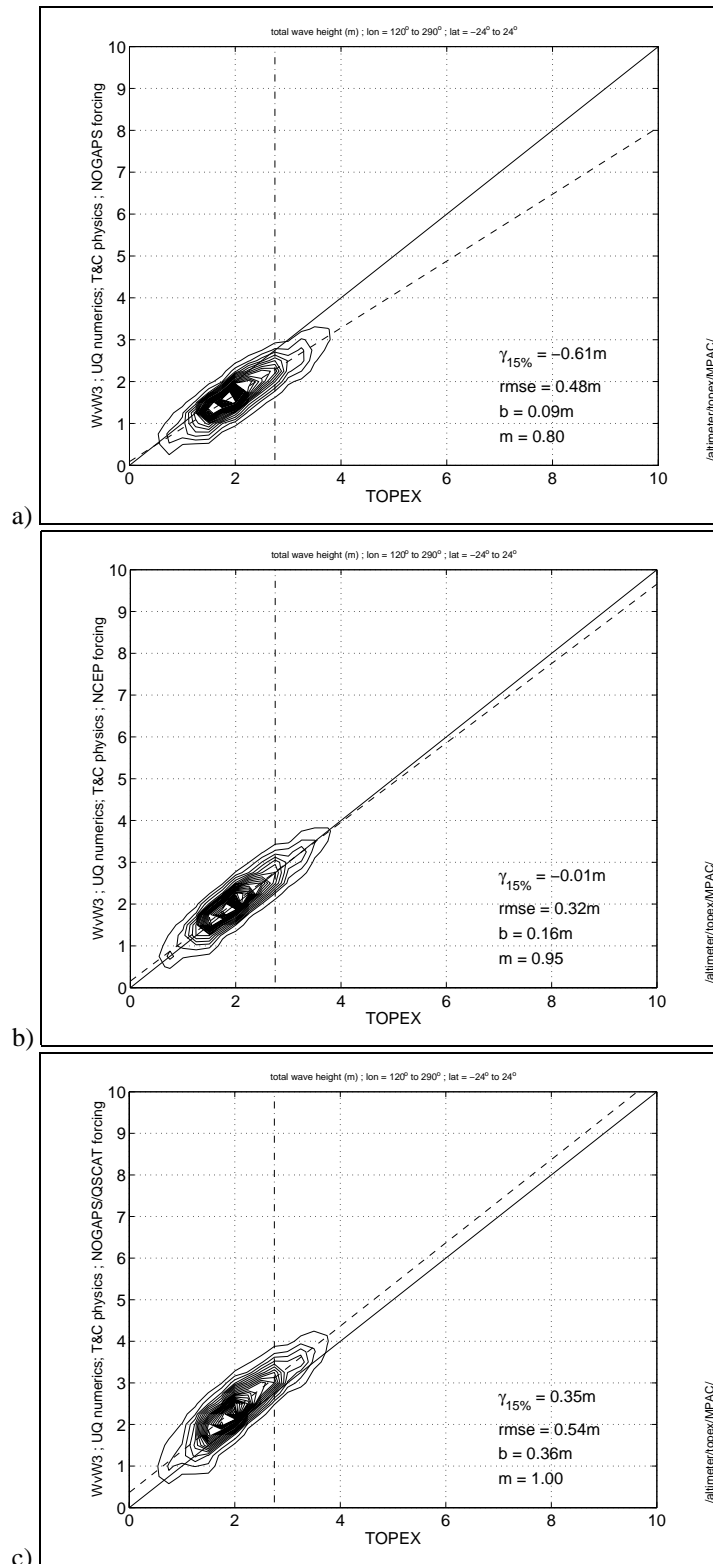 total wave height (m) ; lon = 120° to 290° ; lat = −24° to 24°
10
9
8
7
6
5
4
3
2
1
0
WvW3 ; UQ numerics; T&C physics ; NOGAPS forcing
γ15% = −0.61m
rmse = 0.48m
b = 0.09m
m = 0.80
/altimeter/topex/MPAC/
0 2 4 6 8 10
TOPEX
a)
total wave height (m) ; lon = 120° to 290° ; lat = −24° to 24°
10
9
8
7
6
5
4
3
2
1
0
WvW3 ; UQ numerics; T&C physics ; NCEP forcing
γ15% = −0.01m
rmse = 0.32m
b = 0.16m
m = 0.95
/altimeter/topex/MPAC/
0 2 4 6 8 10
TOPEX
b)
total wave height (m) ; lon = 120° to 290° ; lat = −24° to 24°
10
9
8
7
6
5
4
3
2
1
0
WvW3 ; UQ numerics; T&C physics ; NOGAPS/QSCAT forcing
γ15% = 0.35m
rmse = 0.54m
b = 0.36m
m = 1.00
/altimeter/topex/MPAC/
0 2 4 6 8 10
TOPEX
c)